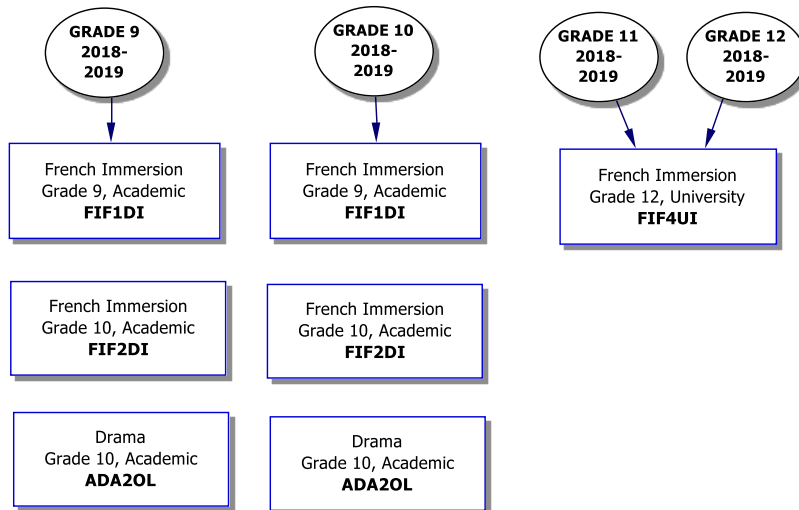 GRADE 9
2018-
2019
GRADE 10
2018-
2019
GRADE 11
2018-
2019
GRADE 12
2018-
2019
French Immersion
Grade 9, Academic
FIF1DI
French Immersion
Grade 9, Academic
FIF1DI
French Immersion
Grade 12, University
FIF4UI
French Immersion
Grade 10, Academic
FIF2DI
French Immersion
Grade 10, Academic
FIF2DI
Drama
Grade 10, Academic
ADA2OL
Drama
Grade 10, Academic
ADA2OL